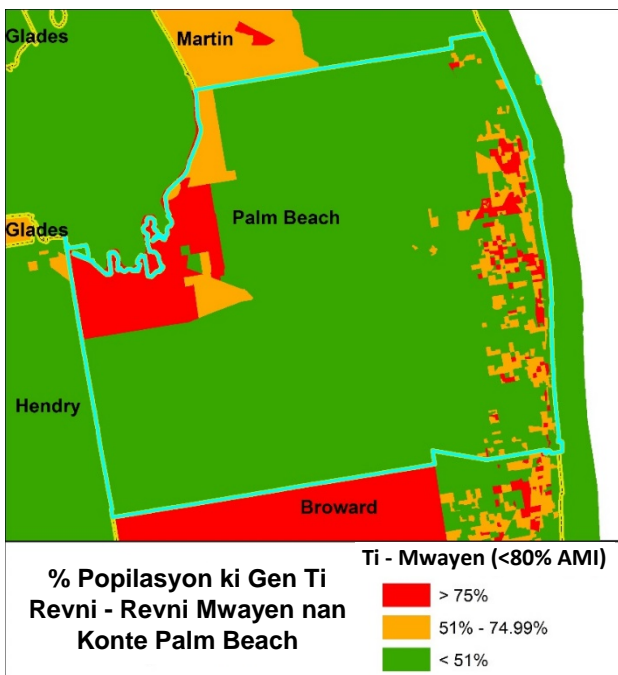 Glades
Martin
Palm Beach
Glades
Hendry
Broward
% Popilasyon ki Gen Ti
Revni - Revni Mwayen nan
Konte Palm Beach
Ti - Mwayen (<80% AMI)
> 75%
51% - 74.99%
< 51%